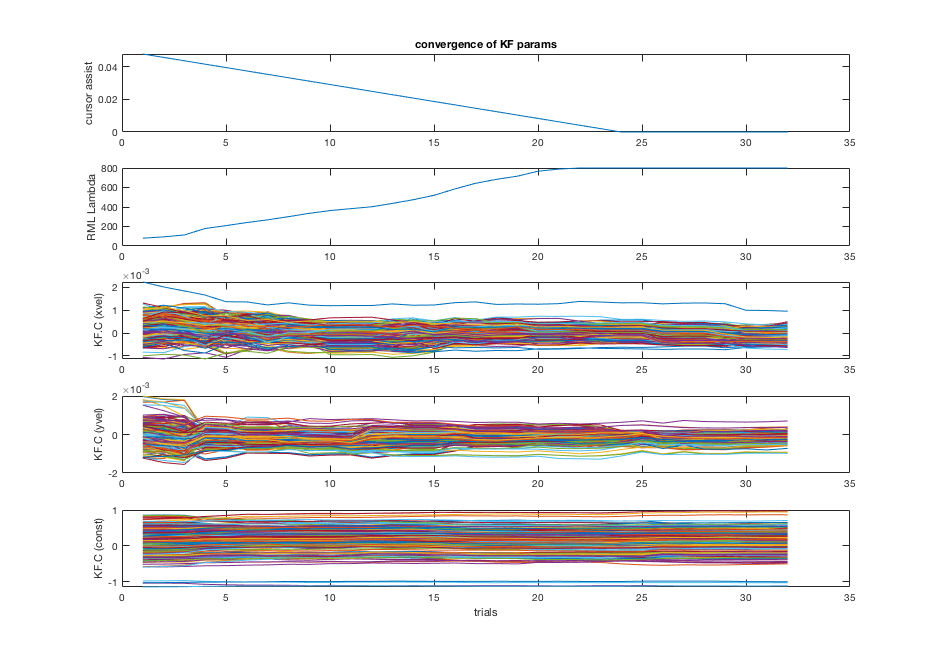 convergence of KF params
cursor assist
0.04
0.02
0
0 5 10 15 20 25 30 35
RML Lambda
800
600
400
200
0
0 5 10 15 20 25 30 35
×10-3
KF.C (xvel)
2
1
0
-1
0 5 10 15 20 25 30 35
×10-3
KF.C (yvel)
2
0
-2
0 5 10 15 20 25 30 35
KF.C (const)
1
0
-1
0 5 10 15 20 25 30 35
trials